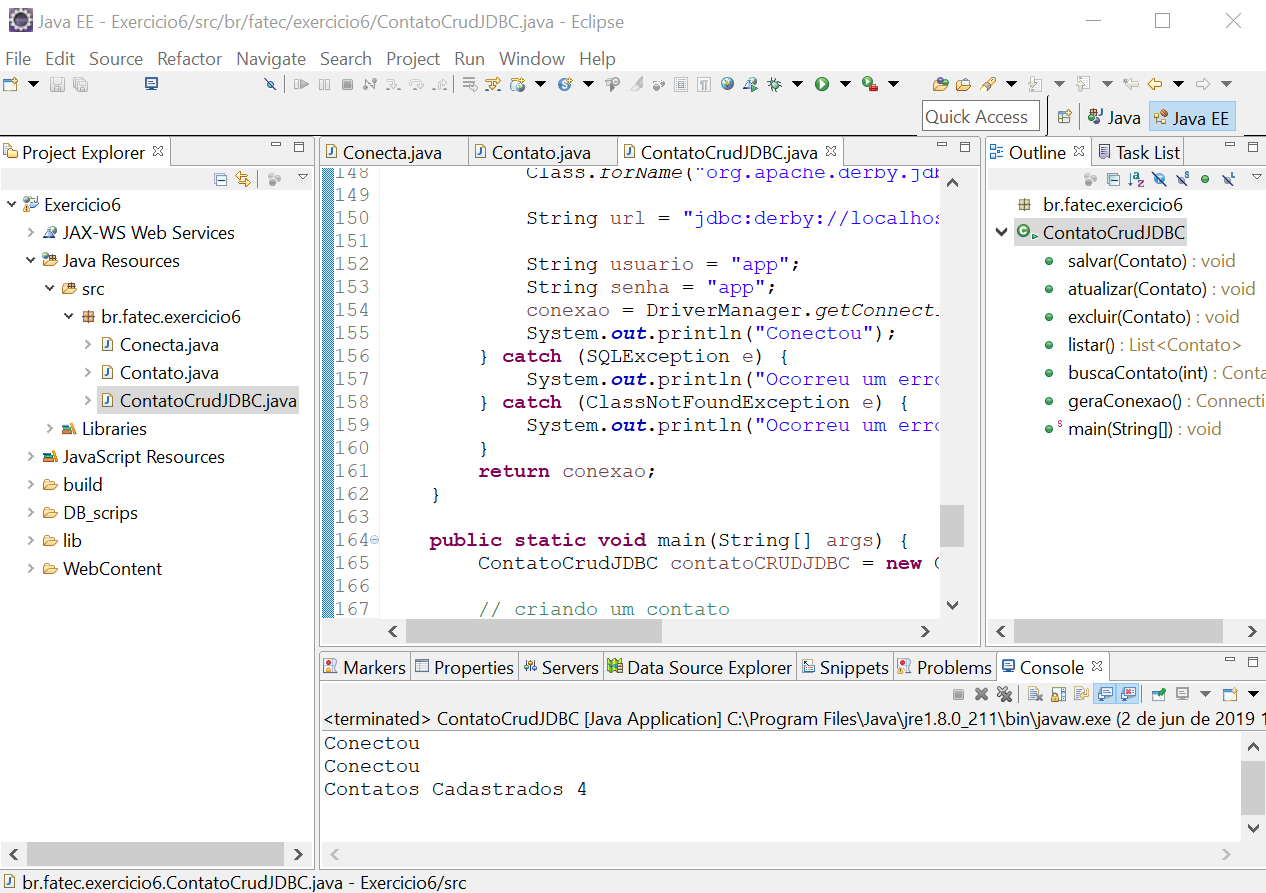 Java EE - Exercicio6/src/br/fatec/exercicio6/ContatoCrudJDBC.java - Eclipse
File Edit Source Refactor Navigate Search Project Run Window Help
Quick Access Java Java EE
Project Explorer
Exercicio6
JAX-WS Web Services
Java Resources
src
br.fatec.exercicio6
Conecta.java
Contato.java
ContatoCrudJDBC.java
Libraries
JavaScript Resources
build
DB_scrips
lib
WebContent
Conecta.java Contato.java ContatoCrudJDBC.java
148 Class.forName("org.apache.derby.jdb
149
150 String url = "jdbc:derby://localhos
151
152 String usuario = "app";
153 String senha = "app";
154 conexao = DriverManager.getConnecti
155 System.out.println("Conectou");
156 } catch (SQLException e) {
157 System.out.println("Ocorreu um erro
158 } catch (ClassNotFoundException e) {
159 System.out.println("Ocorreu um erro
160 }
161 return conexao;
162 }
163
164 public static void main(String[] args) {
165 ContatoCrudJDBC contatoCRUDJDBC = new C
166
167 // criando um contato
Outline Task List
br.fatec.exercicio6
ContatoCrudJDBC
salvar(Contato) : void
atualizar(Contato) : void
excluir(Contato) : void
listar() : List<Contato>
buscaContato(int) : Conta
geraConexao() : Connecti
main(String[]) : void
Markers Properties Servers Data Source Explorer Snippets Problems Console
<terminated> ContatoCrudJDBC [Java Application] C:\Program Files\Java\jre1.8.0_211\bin\javaw.exe (2 de jun de 2019 1
Conectou
Conectou
Contatos Cadastrados 4
br.fatec.exercicio6.ContatoCrudJDBC.java - Exercicio6/src